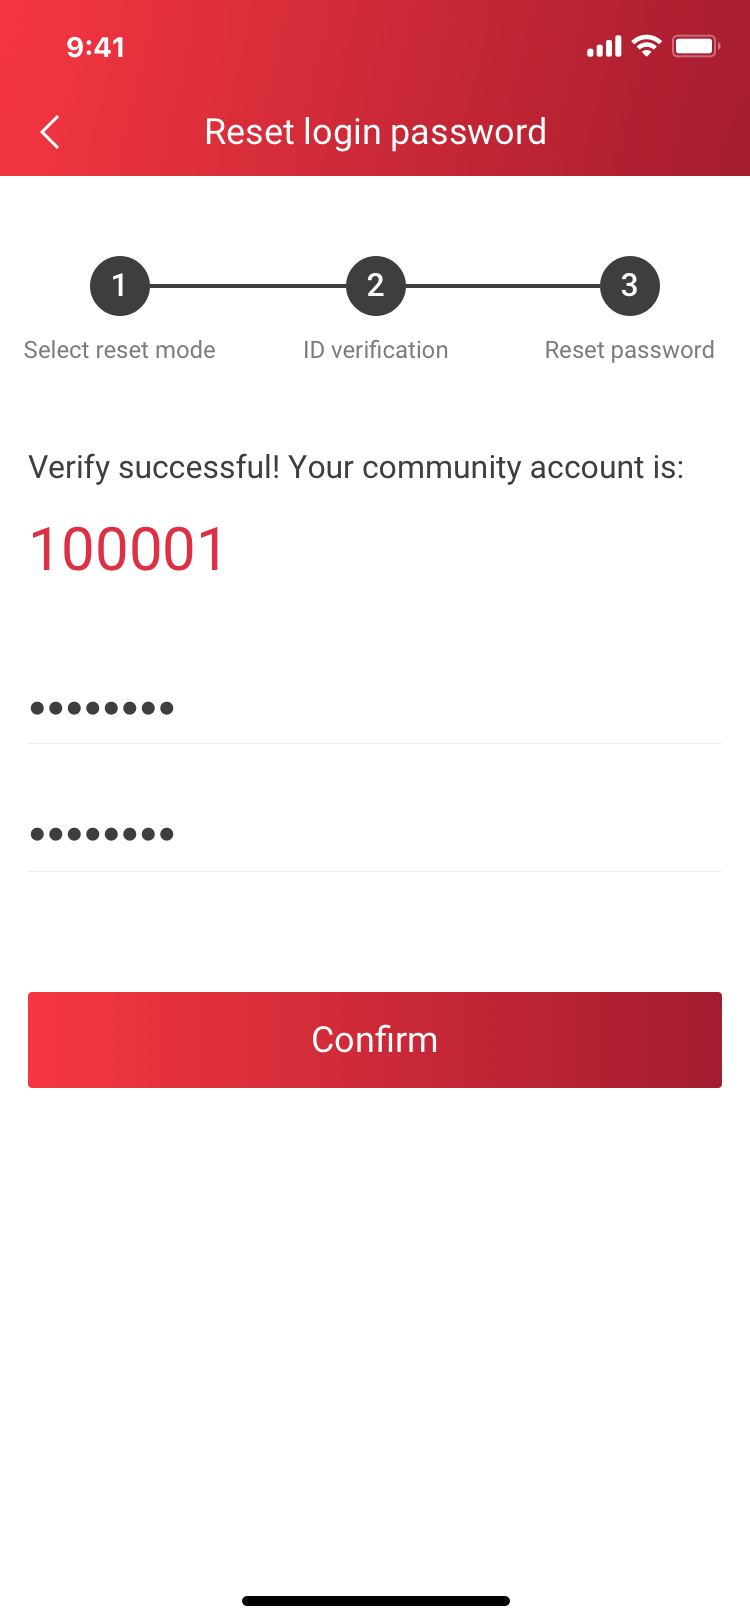 9:41
Reset login password
1 2 3
Select reset mode ID verification Reset password
Verify successful! Your community account is:
100001
••••••••
••••••••
Confirm